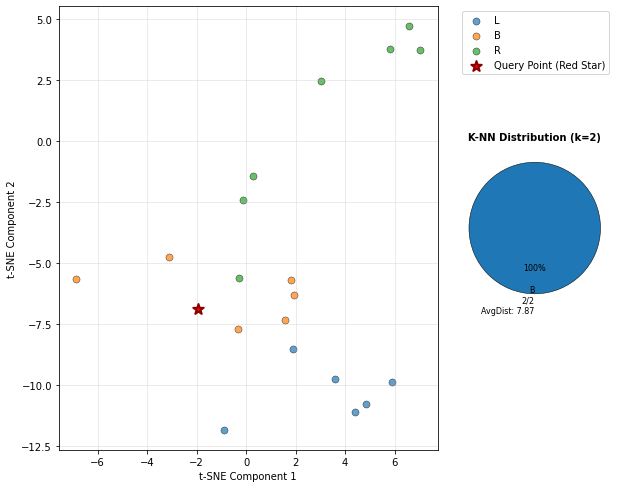 L
B
R
Query Point (Red Star)
K-NN Distribution (k=2)
100%
B
2/2
AvgDist: 7.87
t-SNE Component 2
5.0
2.5
0.0
−2.5
−5.0
−7.5
−10.0
−12.5
−6
−4
−2
0
2
4
6
t-SNE Component 1